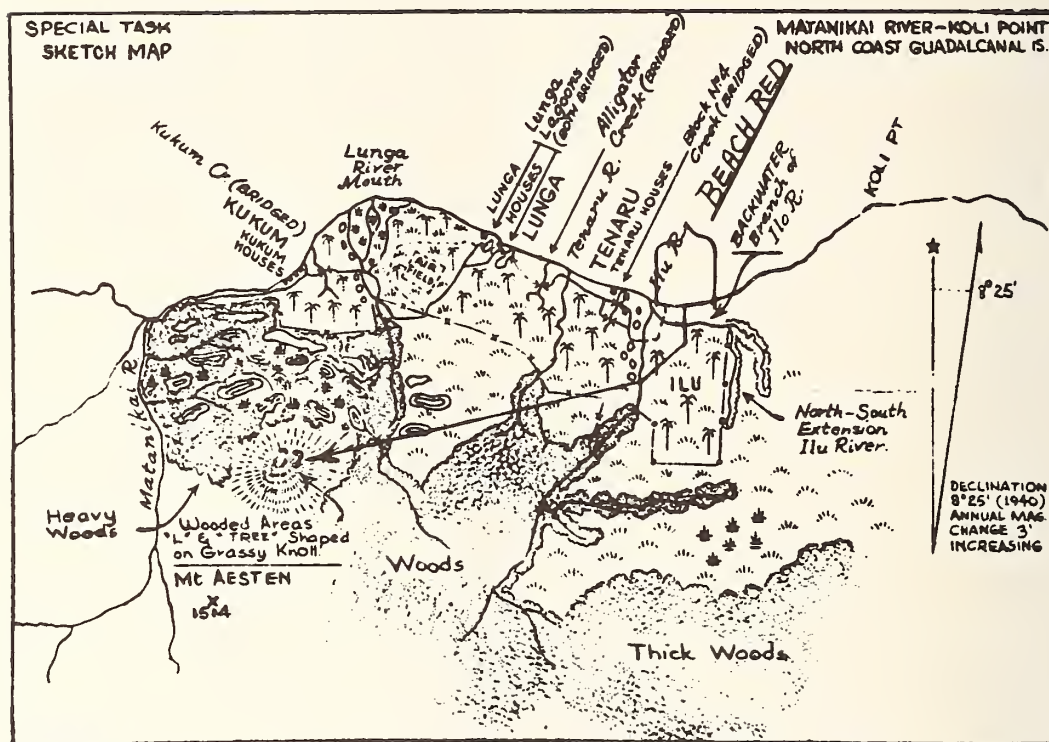 SPECIAL TASK
SKETCH MAP
MATANIKAI RIVER-KOLI POINT
NORTH COAST GUADALCANAL IS.
Kukum Cr (BRIDGED)
KUKUM
KUKUM
HOUSES
Lunga
River
Mouth
Lunga
Lagoons
(BOTH BRIDGED)
LUNGA
HOUSES
LUNGA
Alligator
Creek (BRIDGED)
Tenaru R.
TENARU
TENARU HOUSES
Block Nº4
Creek (BRIDGED)
BEACH RED
Ilu R.
BACKWATER
Branch of
Ilo R.
KOLI PT
8°25'
"AIR
FIELD"
ILU
North-South
Extension
Ilu River.
Matanikai R
Heavy
Woods
Wooded Areas
"L" & "TREE" Shaped
on Grassy Knoll
Mt AESTEN
X
1514
Woods
Thick Woods
DECLINATION
8°25' (1940)
ANNUAL MAG.
CHANGE 3'
INCREASING